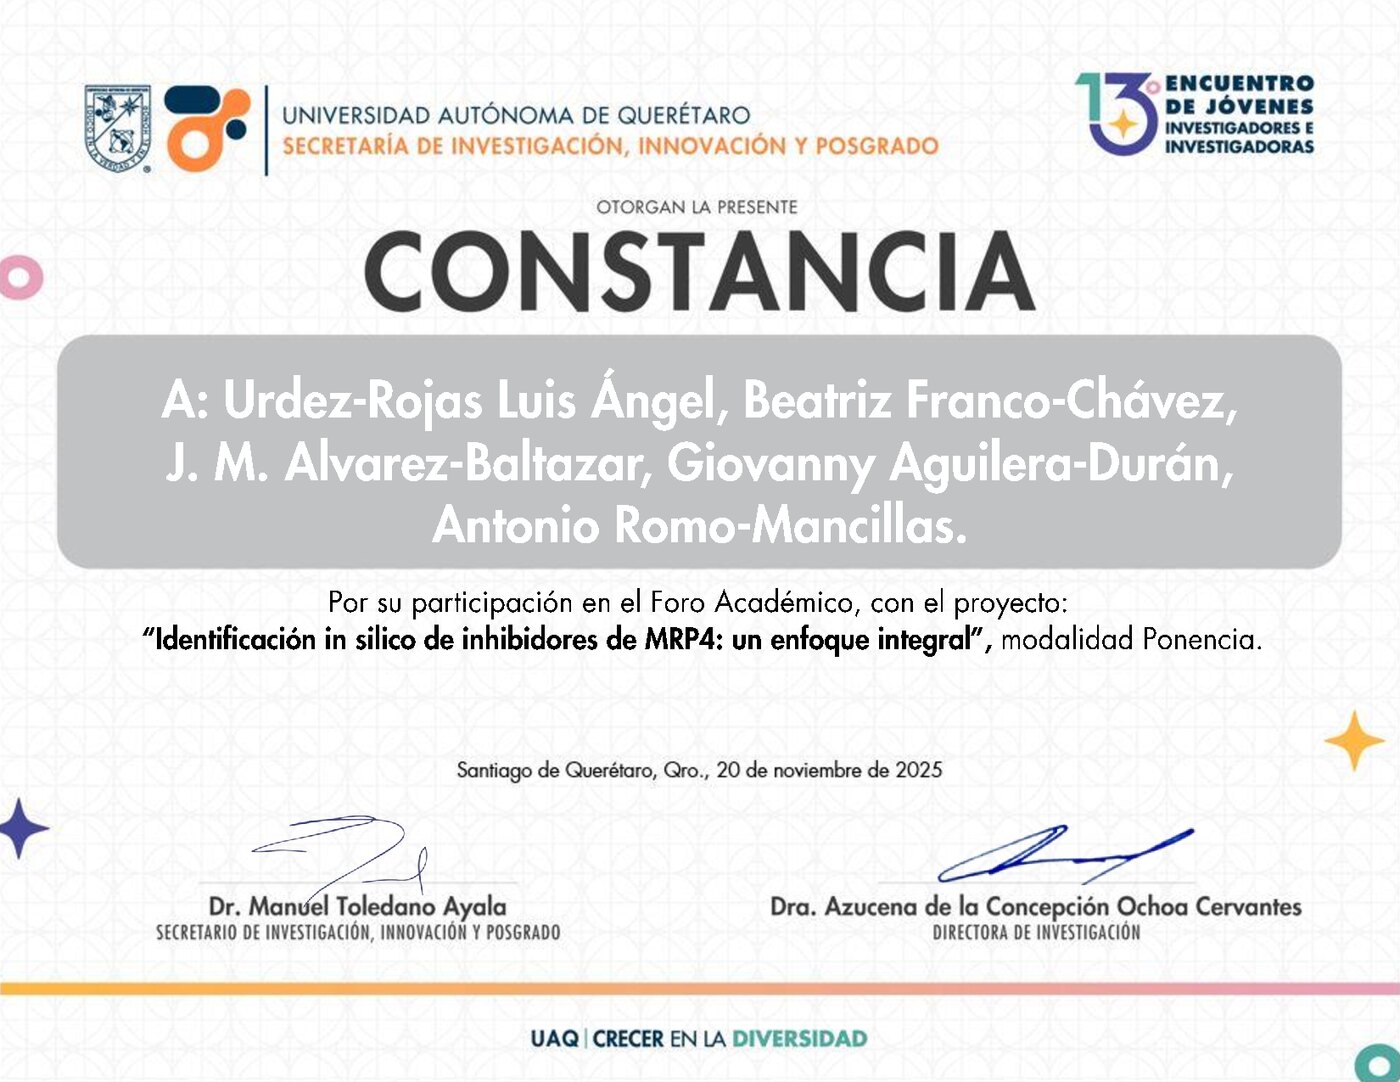 UNIVERSIDAD AUTÓNOMA DE QUERÉTARO
SECRETARÍA DE INVESTIGACIÓN, INNOVACIÓN Y POSGRADO
13° ENCUENTRO
DE JÓVENES
INVESTIGADORES E
INVESTIGADORAS
OTORGAN LA PRESENTE
CONSTANCIA
A: Urdez-Rojas Luis Ángel, Beatriz Franco-Chávez,
J. M. Alvarez-Baltazar, Giovanny Aguilera-Durán,
Antonio Romo-Mancillas.
Por su participación en el Foro Académico, con el proyecto:
“Identificación in silico de inhibidores de MRP4: un enfoque integral”, modalidad Ponencia.
Santiago de Querétaro, Qro., 20 de noviembre de 2025
Dr. Manuel Toledano Ayala
SECRETARIO DE INVESTIGACIÓN, INNOVACIÓN Y POSGRADO
Dra. Azucena de la Concepción Ochoa Cervantes
DIRECTORA DE INVESTIGACIÓN
UAQ | CRECER EN LA DIVERSIDAD